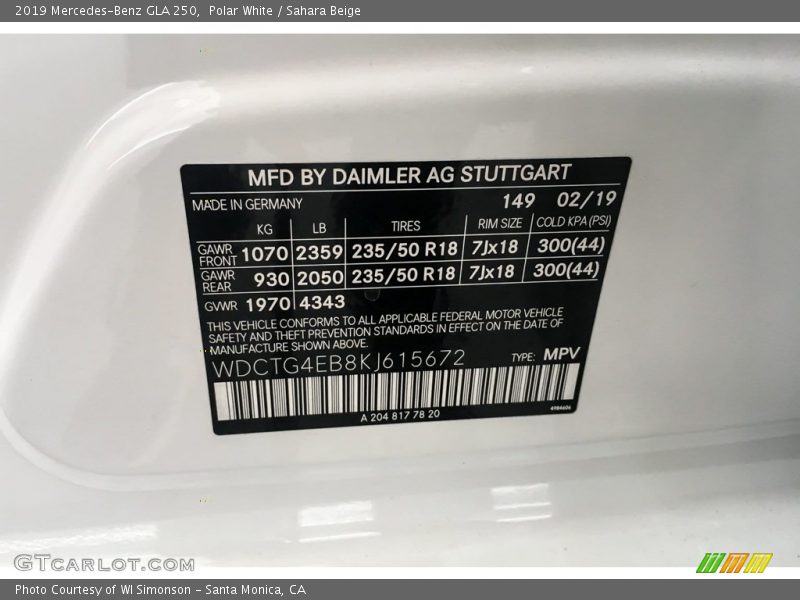 2019 Mercedes-Benz GLA 250,  Polar White / Sahara Beige
MFD BY DAIMLER AG STUTTGART
MADE IN GERMANY 149 02/19
KG LB TIRES RIM SIZE COLD KPA (PSI)
GAWR FRONT 1070 2359 235/50 R18 7Jx18 300(44)
GAWR REAR 930 2050 235/50 R18 7Jx18 300(44)
GVWR 1970 4343
THIS VEHICLE CONFORMS TO ALL APPLICABLE FEDERAL MOTOR VEHICLE
SAFETY AND THEFT PREVENTION STANDARDS IN EFFECT ON THE DATE OF
MANUFACTURE SHOWN ABOVE.
WDCTG4EB8KJ615672 TYPE: MPV
A 204 817 78 20
4984606
GTCARLOT.COM
Photo Courtesy of WI Simonson - Santa Monica, CA